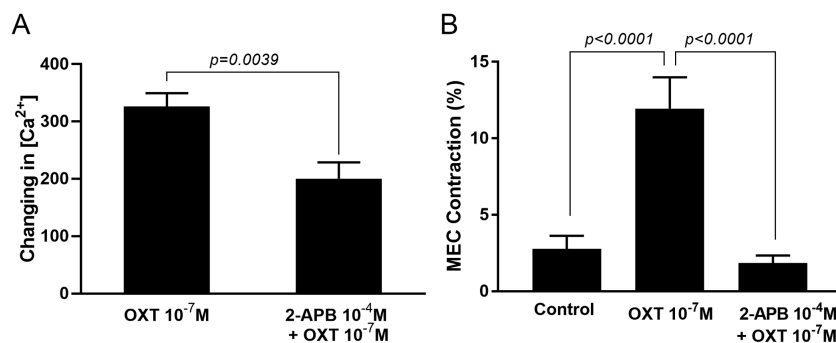 A
p=0.0039
Changing in [Ca²⁺]
400
300
200
100
0
OXT 10⁻⁷M
2-APB 10⁻⁴M
+ OXT 10⁻⁷M
B
p<0.0001
p<0.0001
MEC Contraction (%)
15
10
5
0
Control
OXT 10⁻⁷M
2-APB 10⁻⁴M
+ OXT 10⁻⁷M